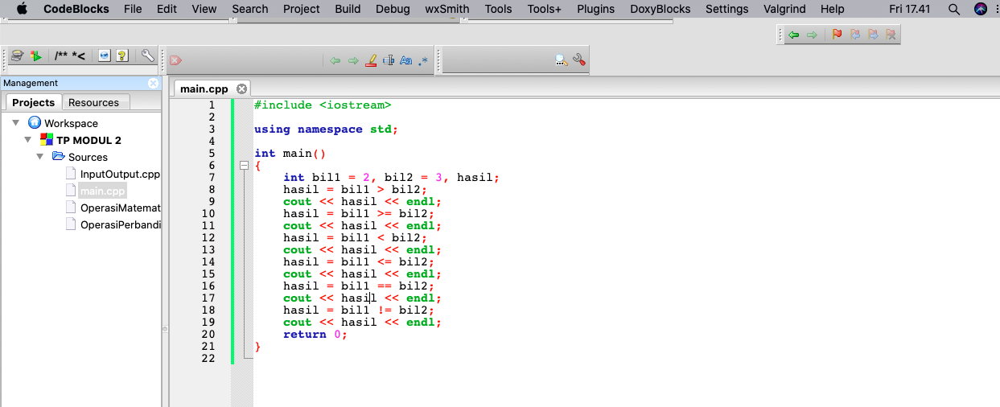 CodeBlocks File Edit View Search Project Build Debug wxSmith Tools Tools+ Plugins DoxyBlocks Settings Valgrind Help Fri 17.41
/** *<
Aa .*
Management
Projects Resources
Workspace
TP MODUL 2
Sources
InputOutput.cpp
main.cpp
OperasiMatemat
OperasiPerbandi
main.cpp
1 #include <iostream>
2
3 using namespace std;
4
5 int main()
6 {
7 int bil1 = 2, bil2 = 3, hasil;
8 hasil = bil1 > bil2;
9 cout << hasil << endl;
10 hasil = bil1 >= bil2;
11 cout << hasil << endl;
12 hasil = bil1 < bil2;
13 cout << hasil << endl;
14 hasil = bil1 <= bil2;
15 cout << hasil << endl;
16 hasil = bil1 == bil2;
17 cout << hasil << endl;
18 hasil = bil1 != bil2;
19 cout << hasil << endl;
20 return 0;
21 }
22